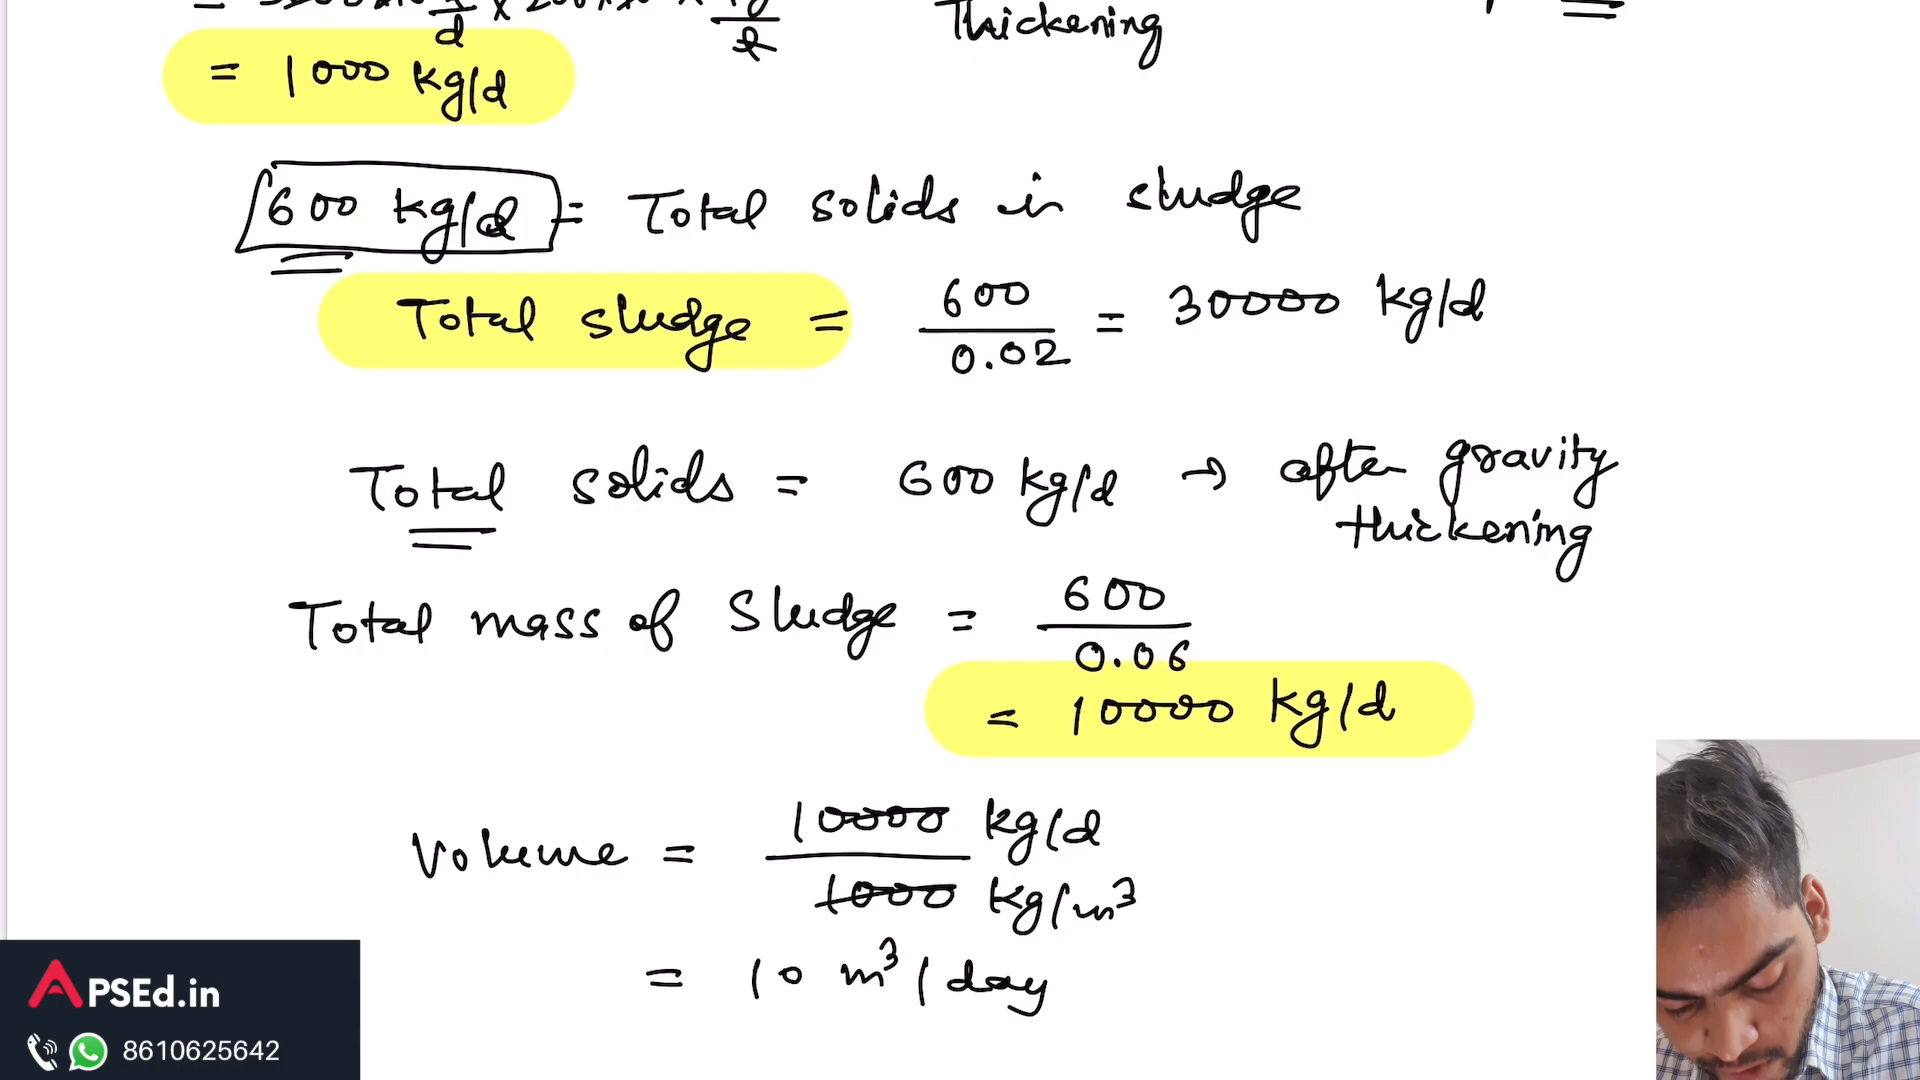 d × 200 ×
d
Thickening
= 1000 kg/d
600 kg/d = Total solids in sludge
Total sludge = 600 / 0.02 = 30000 kg/d
Total solids = 600 kg/d → after gravity
thickening
Total mass of Sludge = 600 / 0.06
= 10000 kg/d
Volume = 10000 kg/d / 1000 kg/m³
= 10 m³/day
APSEd.in
8610625642